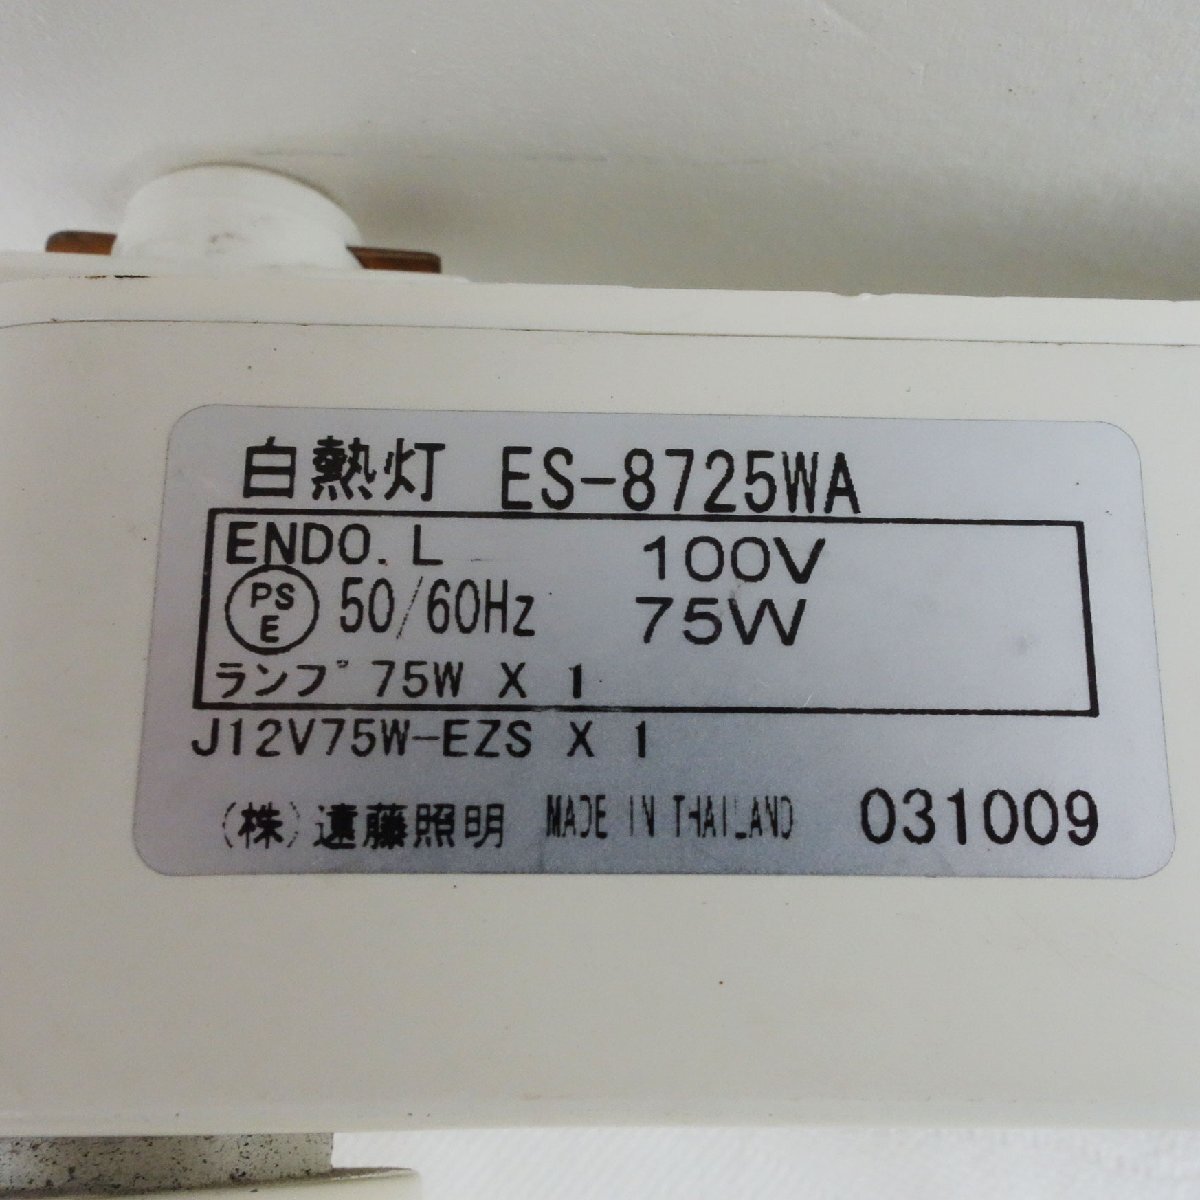 白熱灯 ES-8725WA
ENDO. L 100V
PS E 50/60Hz 75W
ランプ 75W X 1
J12V75W-EZS X 1
(株)遠藤照明 MADE IN THAILAND 031009